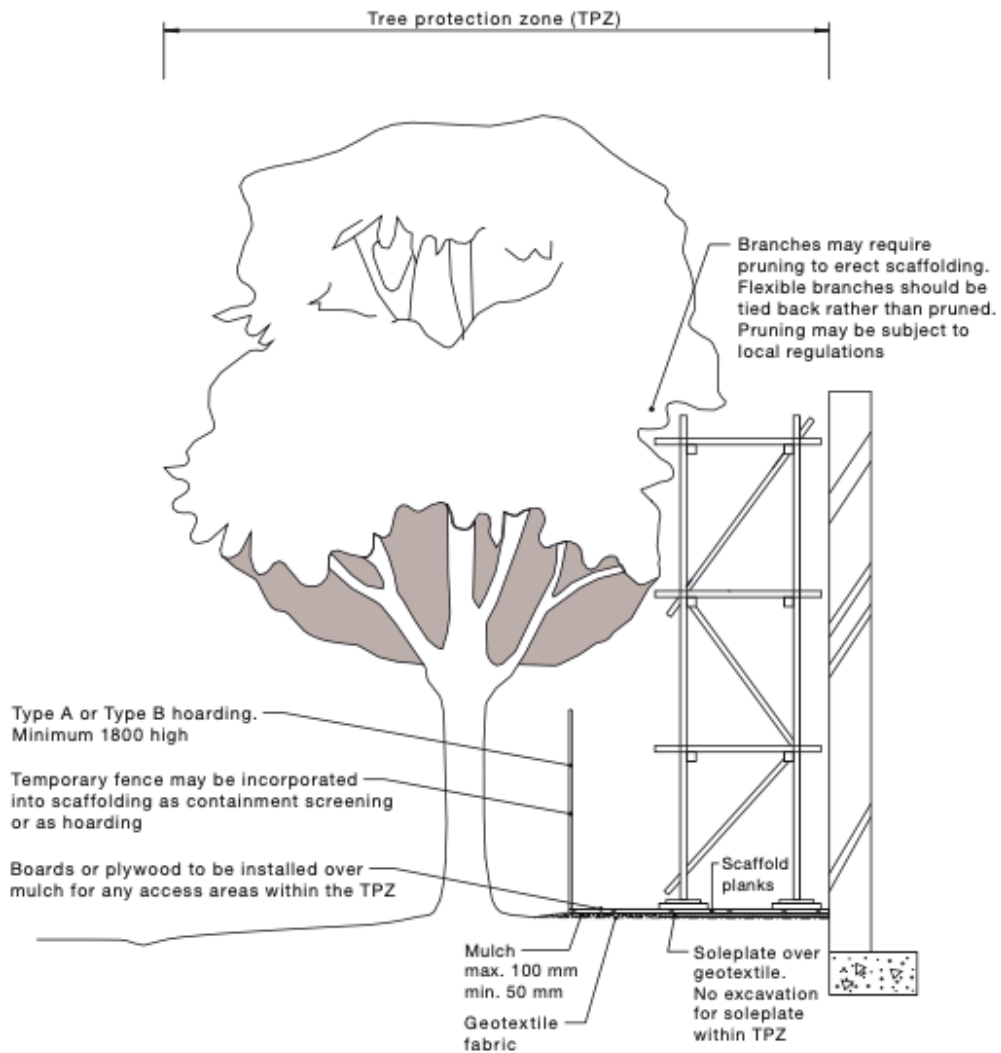 Tree protection zone (TPZ)
Branches may require
pruning to erect scaffolding.
Flexible branches should be
tied back rather than pruned.
Pruning may be subject to
local regulations
Type A or Type B hoarding.
Minimum 1800 high
Temporary fence may be incorporated
into scaffolding as containment screening
or as hoarding
Boards or plywood to be installed over
mulch for any access areas within the TPZ
Scaffold
planks
Mulch
max. 100 mm
min. 50 mm
Geotextile
fabric
Soleplate over
geotextile.
No excavation
for soleplate
within TPZ